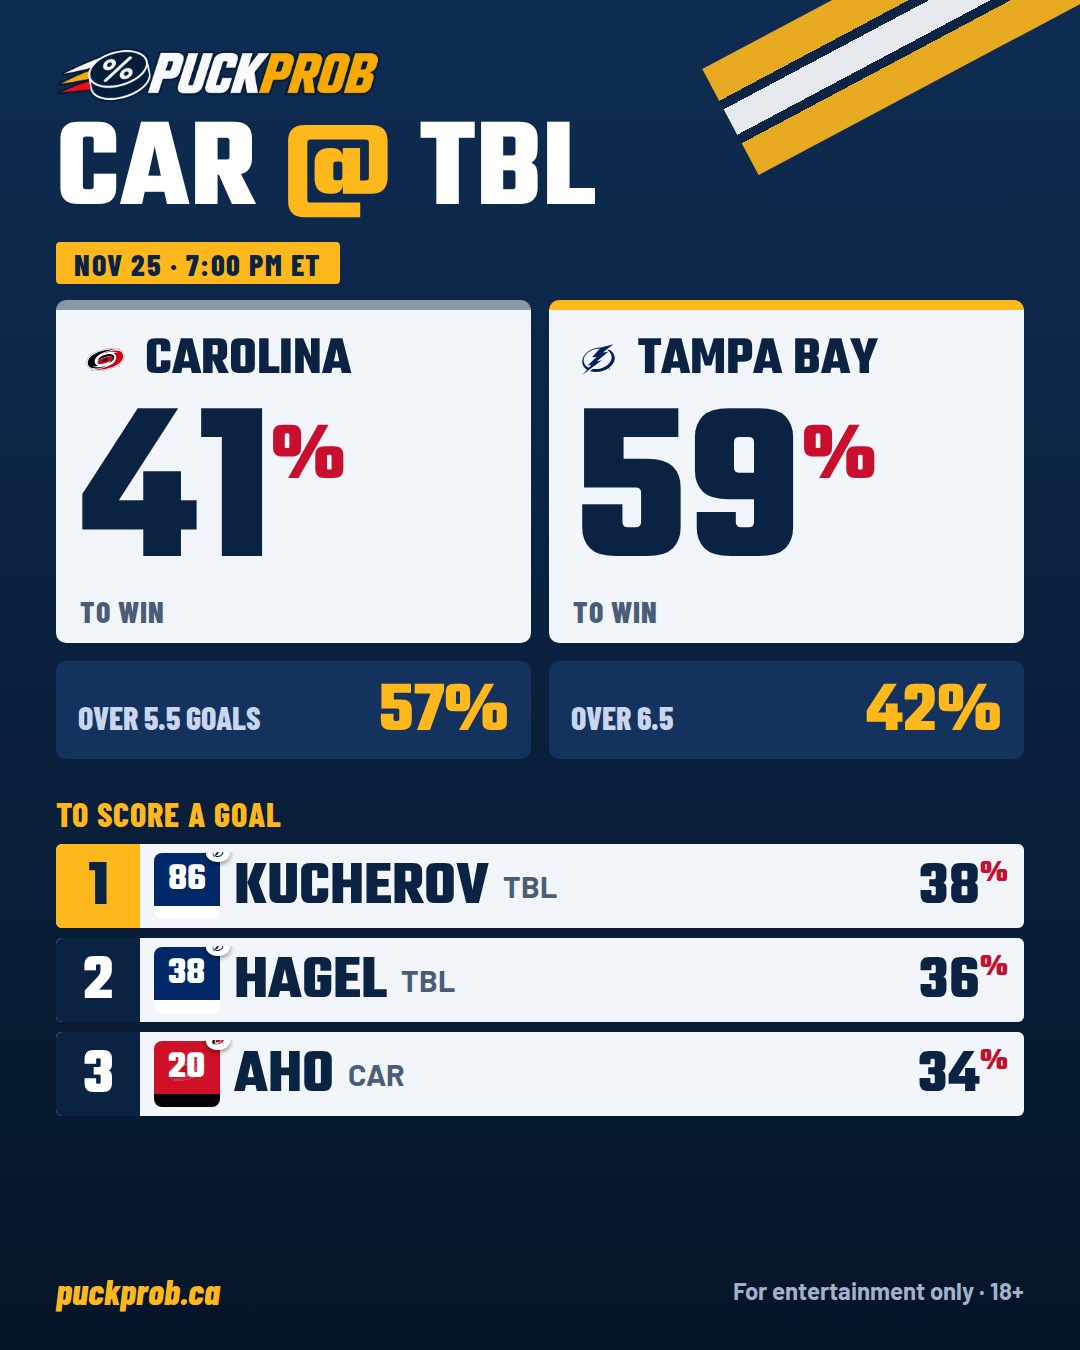 % PUCKPROB
CAR @ TBL
NOV 25 · 7:00 PM ET
CAROLINA
41%
TO WIN
TAMPA BAY
59%
TO WIN
OVER 5.5 GOALS 57%
OVER 6.5 42%
TO SCORE A GOAL
1 86 KUCHEROV TBL 38%
2 38 HAGEL TBL 36%
3 20 AHO CAR 34%
puckprob.ca
For entertainment only · 18+